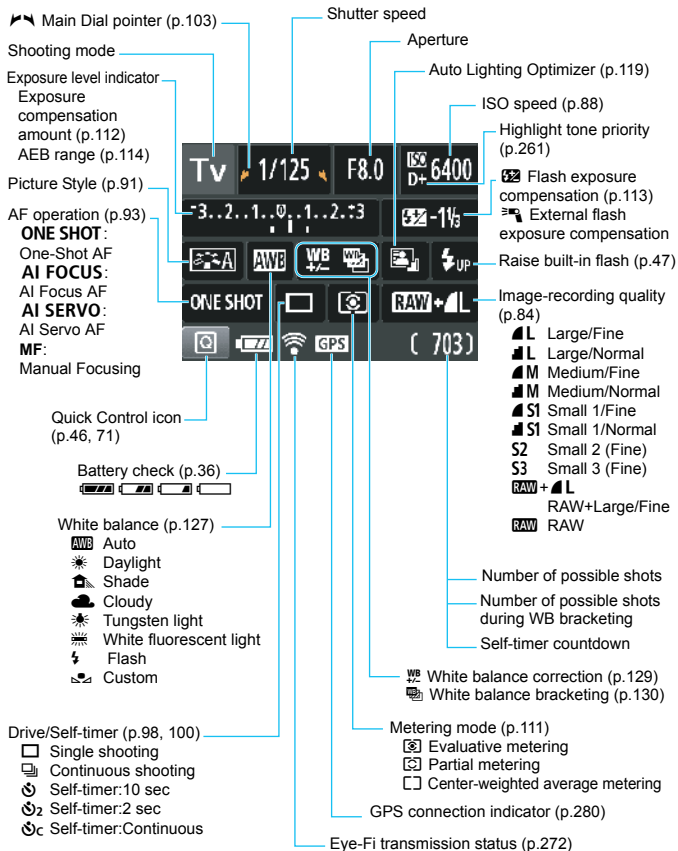 Main Dial pointer (p.103)
Shutter speed
Shooting mode
Aperture
Exposure level indicator
Exposure
compensation
amount (p.112)
AEB range (p.114)
Auto Lighting Optimizer (p.119)
ISO speed (p.88)
Highlight tone priority
(p.261)
Picture Style (p.91)
Flash exposure
compensation (p.113)
External flash
exposure compensation
AF operation (p.93)
ONE SHOT:
One-Shot AF
AI FOCUS:
AI Focus AF
AI SERVO:
AI Servo AF
MF:
Manual Focusing
Raise built-in flash (p.47)
Tv 1/125 F8.0 ISO D+ 6400
-3..2..1..0..1..2.+3 -1⅓
A AWB WB +/- WB UP
ONE SHOT RAW+L
Q GPS ( 703)
Image-recording quality
(p.84)
L Large/Fine
L Large/Normal
M Medium/Fine
M Medium/Normal
S1 Small 1/Fine
S1 Small 1/Normal
S2 Small 2 (Fine)
S3 Small 3 (Fine)
RAW+L
RAW+Large/Fine
RAW RAW
Quick Control icon
(p.46, 71)
Battery check (p.36)
White balance (p.127)
AWB Auto
Daylight
Shade
Cloudy
Tungsten light
White fluorescent light
Flash
Custom
Number of possible shots
Number of possible shots
during WB bracketing
Self-timer countdown
WB +/- White balance correction (p.129)
WB White balance bracketing (p.130)
Drive/Self-timer (p.98, 100)
Single shooting
Continuous shooting
Self-timer:10 sec
2 Self-timer:2 sec
C Self-timer:Continuous
Metering mode (p.111)
Evaluative metering
Partial metering
Center-weighted average metering
GPS connection indicator (p.280)
Eye-Fi transmission status (p.272)